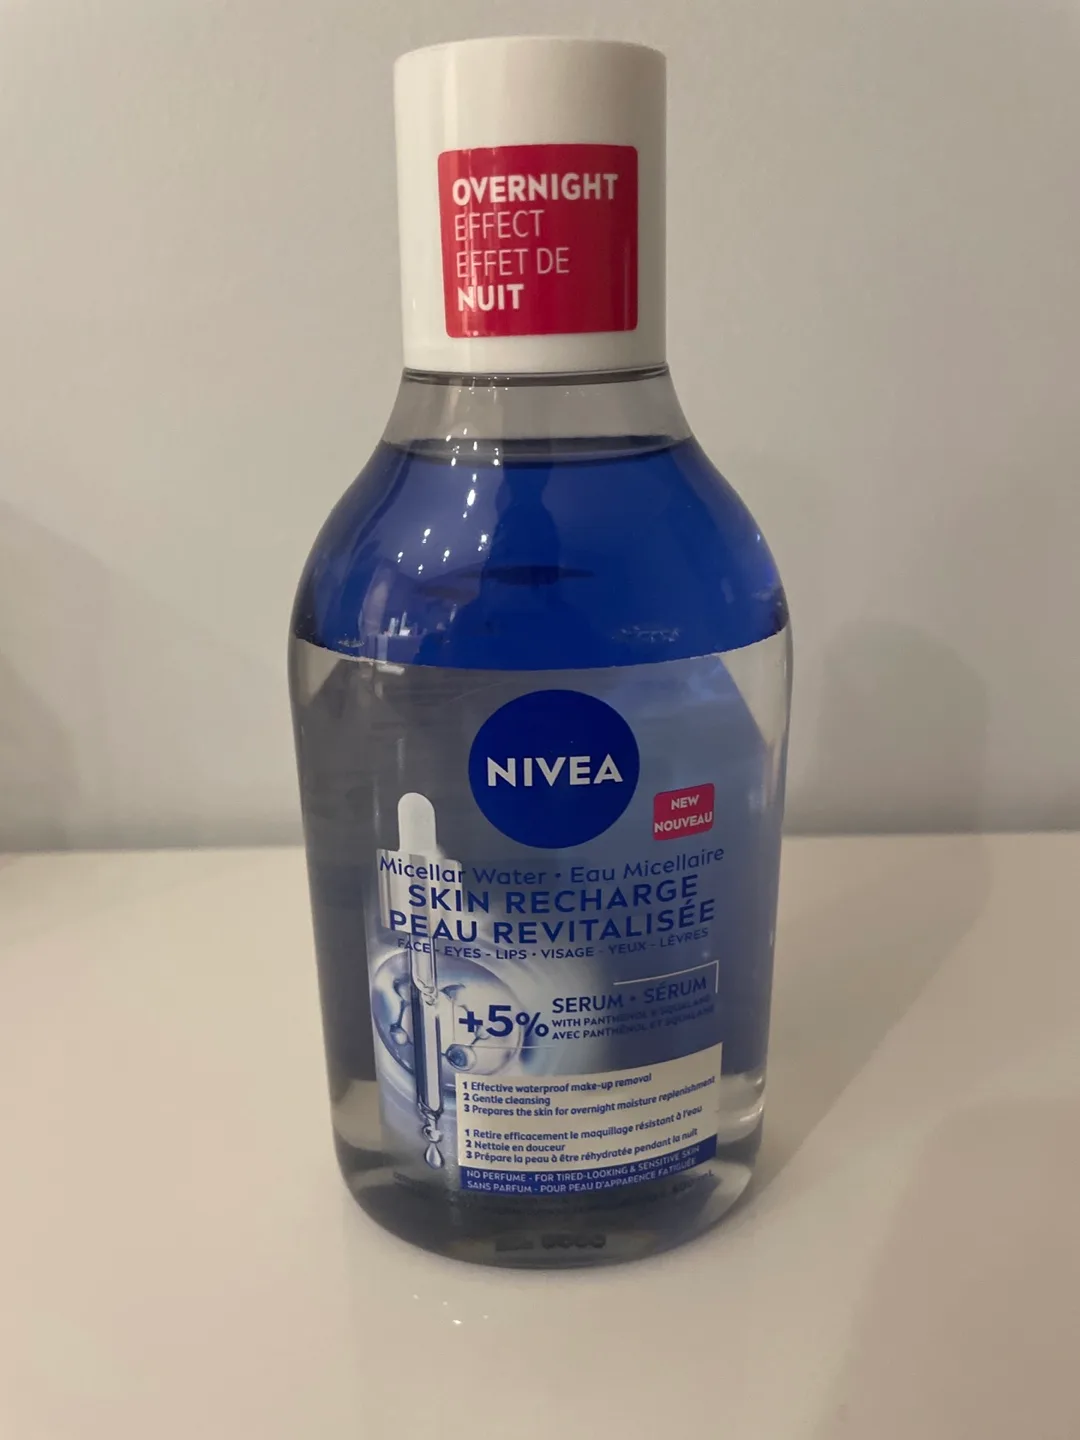 OVERNIGHT
EFFECT
EFFET DE
NUIT
NIVEA
NEW
NOUVEAU
Micellar Water • Eau Micellaire
SKIN RECHARGE
PEAU REVITALISÉE
FACE - EYES - LIPS • VISAGE - YEUX - LÈVRES
+5%
SERUM • SÉRUM
WITH PANTHENOL & SQUALANE
AVEC PANTHÉNOL ET SQUALANE
1 Effective waterproof make-up removal
2 Gentle cleansing
3 Prepares the skin for overnight moisture replenishment
1 Retire efficacement le maquillage résistant à l'eau
2 Nettoie en douceur
3 Prépare la peau à être réhydratée pendant la nuit
NO PERFUME - FOR TIRED-LOOKING & SENSITIVE SKIN
SANS PARFUM - POUR PEAU D'APPARENCE FATIGUÉE